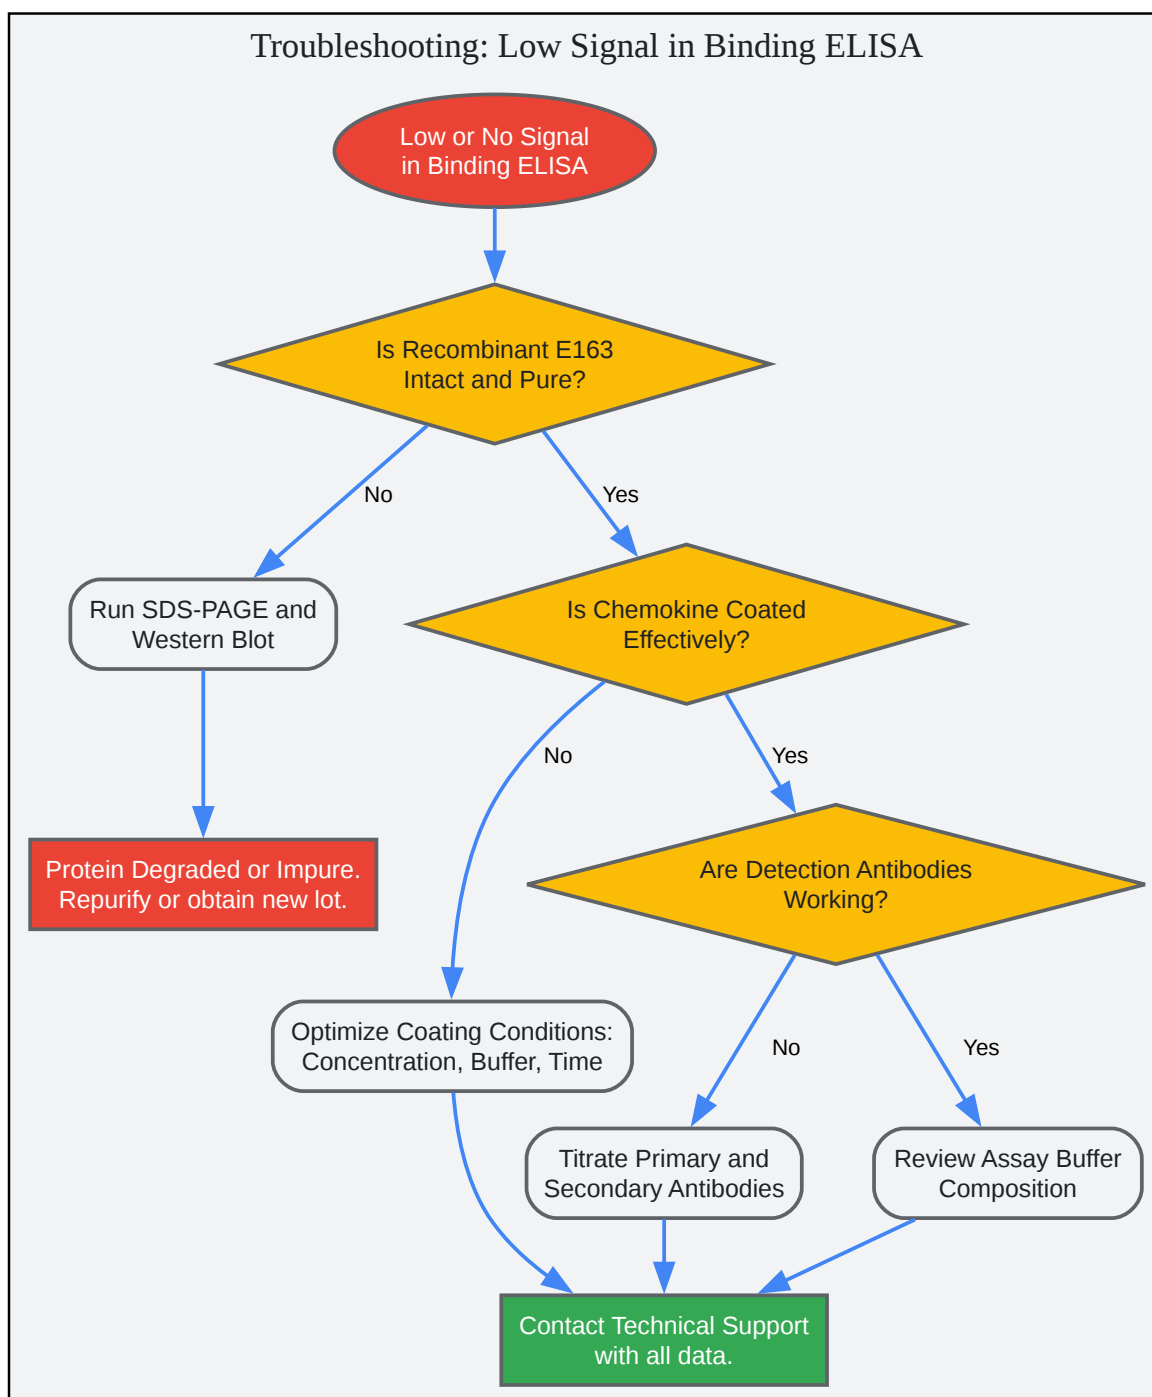 Troubleshooting: Low Signal in Binding ELISA
Low or No Signal
in Binding ELISA
Is Recombinant E163
Intact and Pure?
No
Yes
Run SDS-PAGE and
Western Blot
Is Chemokine Coated
Effectively?
No
Yes
Protein Degraded or Impure.
Repurify or obtain new lot.
Are Detection Antibodies
Working?
Optimize Coating Conditions:
Concentration, Buffer, Time
No
Yes
Titrate Primary and
Secondary Antibodies
Review Assay Buffer
Composition
Contact Technical Support
with all data.